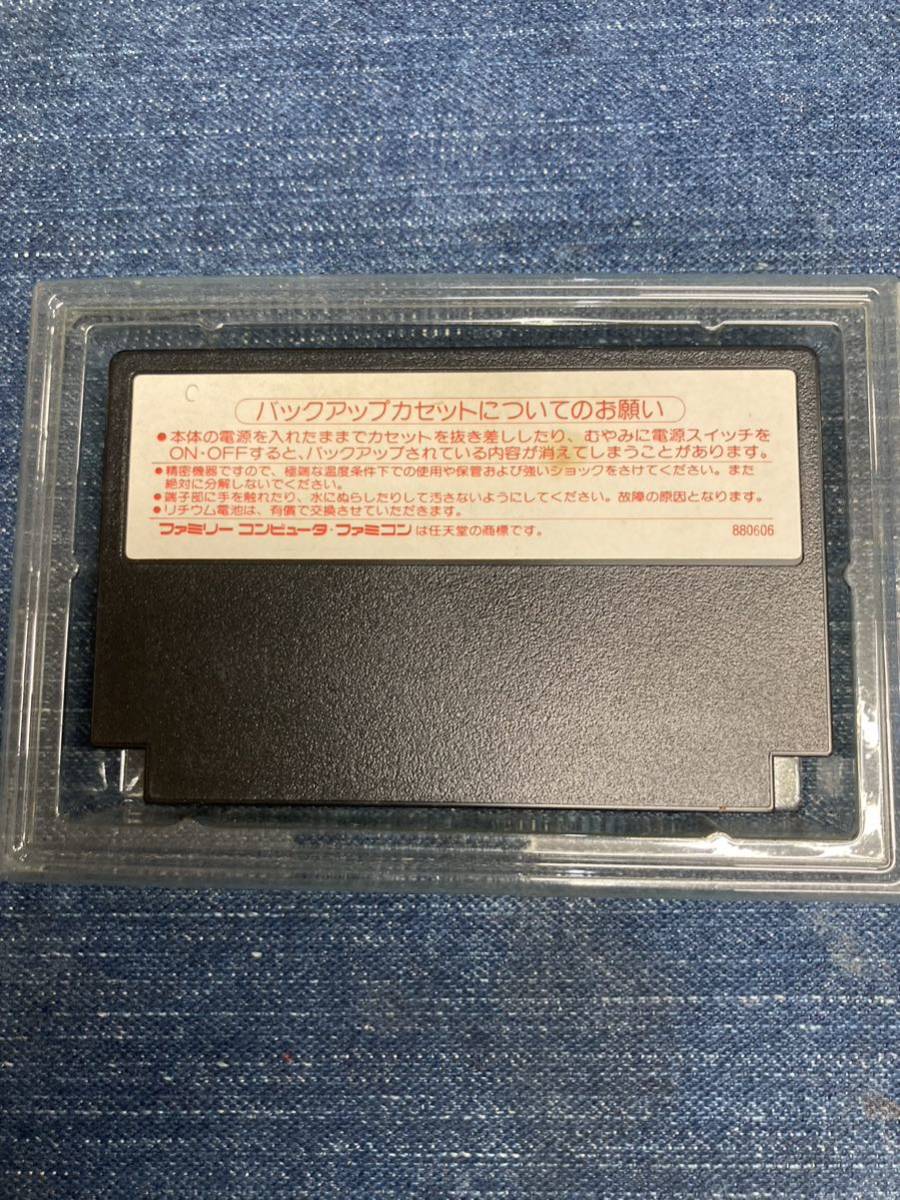 C
バックアップカセットについてのお願い
●本体の電源を入れたままでカセットを抜き差ししたり、むやみに電源スイッチを
ON・OFFすると、バックアップされている内容が消えてしまうことがあります。
●精密機器ですので、極端な温度条件下での使用や保管および強いショックをさけてください。また
絶対に分解しないでください。
●端子部に手を触れたり、水にぬらしたりして汚さないようにしてください。故障の原因となります。
●リチウム電池は、有償で交換させていただきます。
ファミリー コンピュータ・ファミコンは任天堂の商標です。 880606